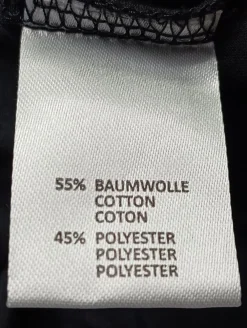 55% BAUMWOLLE
COTTON
COTON
45% POLYESTER
POLYESTER
POLYESTER